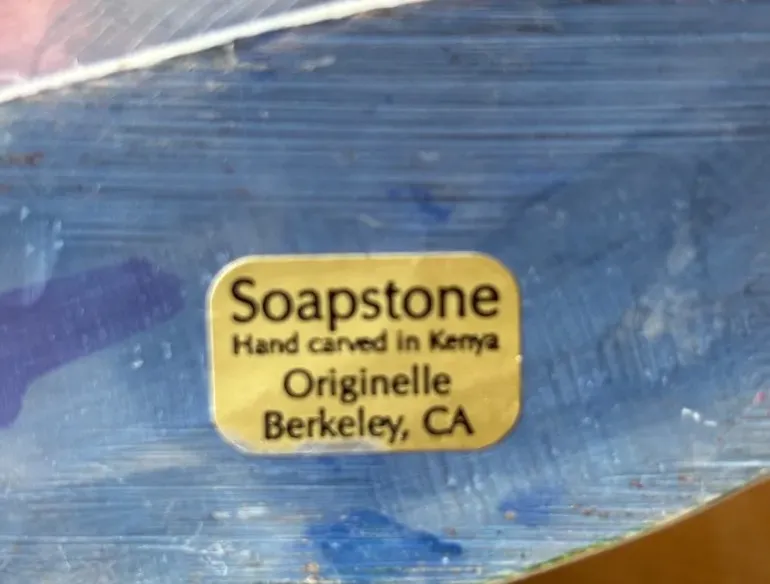 Soapstone
Hand carved in Kenya
Originelle
Berkeley, CA